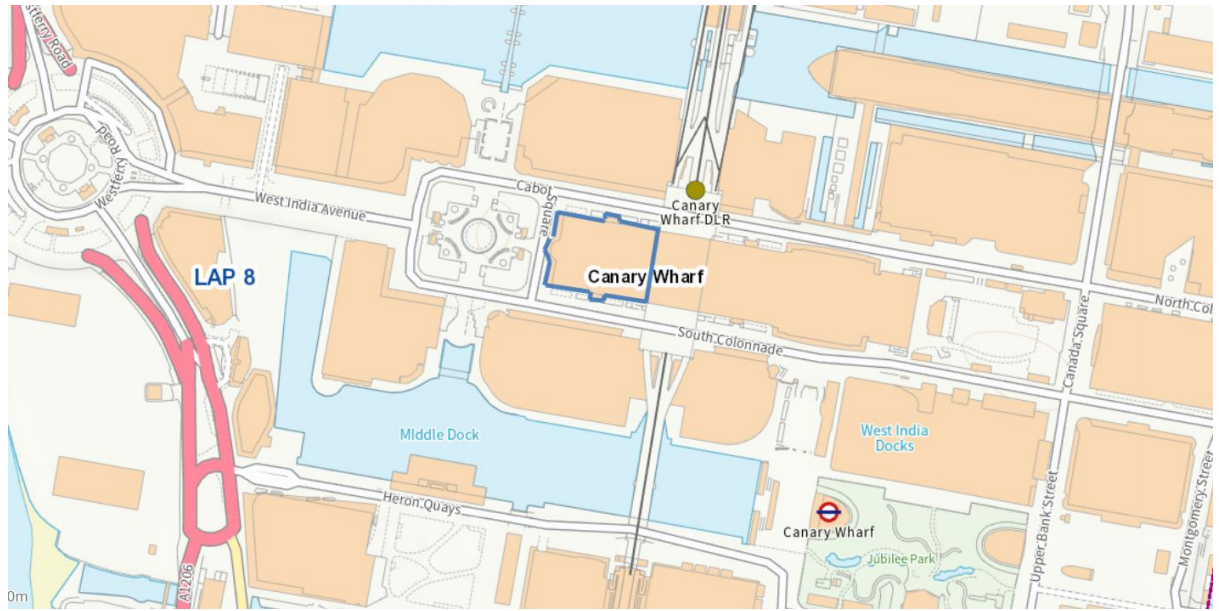 stferry Road
Westferry Road
West India Avenue
Cabot
Square
Canary
Wharf DLR
LAP 8
Canary Wharf
North Col
South Colonnade
Canada Square
MIddle Dock
West India
Docks
Heron Quays
Canary Wharf
Jubilee Park
Upper Bank Street
Montgomery Street
A1206
0m